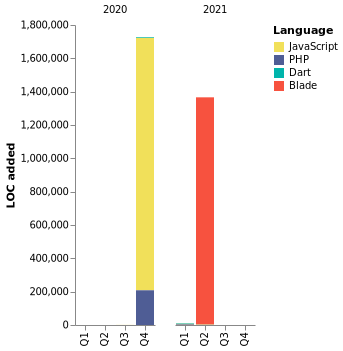 2020 2021
Language
JavaScript
PHP
Dart
Blade
LOC added
1,800,000
1,600,000
1,400,000
1,200,000
1,000,000
800,000
600,000
400,000
200,000
0
Q1 Q2 Q3 Q4 Q1 Q2 Q3 Q4